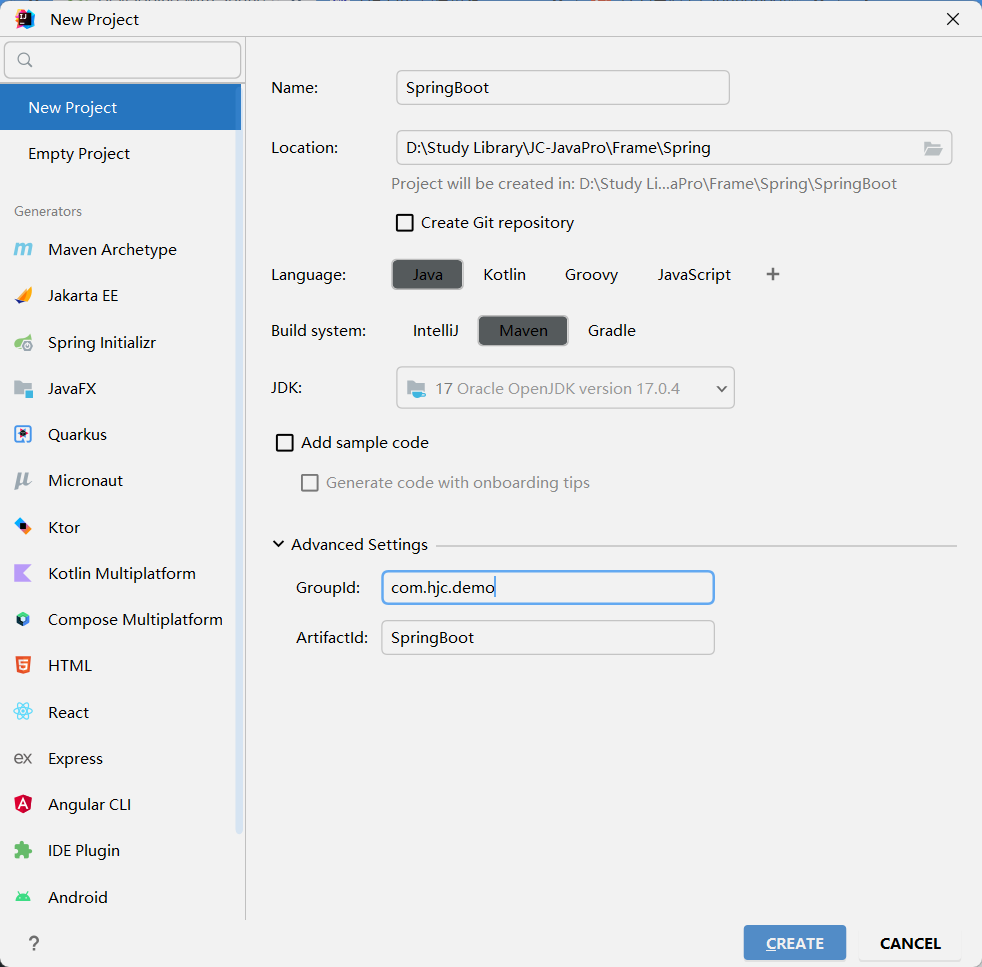 New Project
New Project
Empty Project
Generators
Maven Archetype
Jakarta EE
Spring Initializr
JavaFX
Quarkus
Micronaut
Ktor
Kotlin Multiplatform
Compose Multiplatform
HTML
React
Express
Angular CLI
IDE Plugin
Android
?
Name: SpringBoot
Location: D:\Study Library\JC-JavaPro\Frame\Spring
Project will be created in: D:\Study Li...aPro\Frame\Spring\SpringBoot
Create Git repository
Language: Java Kotlin Groovy JavaScript +
Build system: IntelliJ Maven Gradle
JDK: 17 Oracle OpenJDK version 17.0.4
Add sample code
Generate code with onboarding tips
Advanced Settings
GroupId: com.hjc.demo
ArtifactId: SpringBoot
CREATE CANCEL